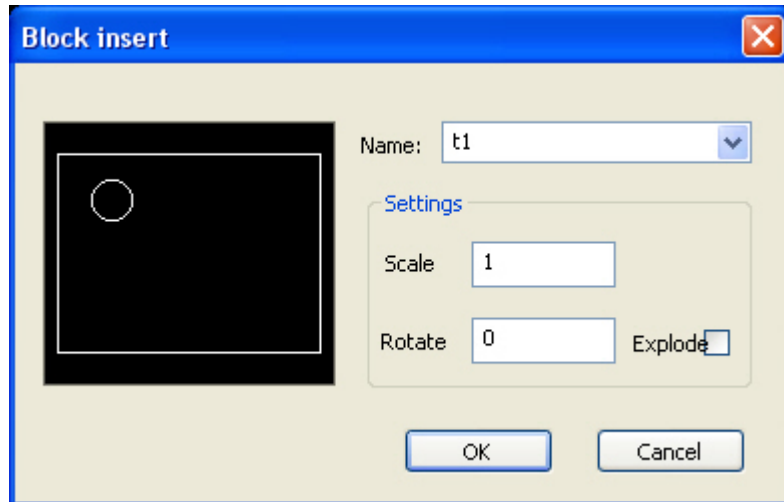 Block insert
Name: t1
Settings
Scale 1
Rotate 0 Explode
OK Cancel